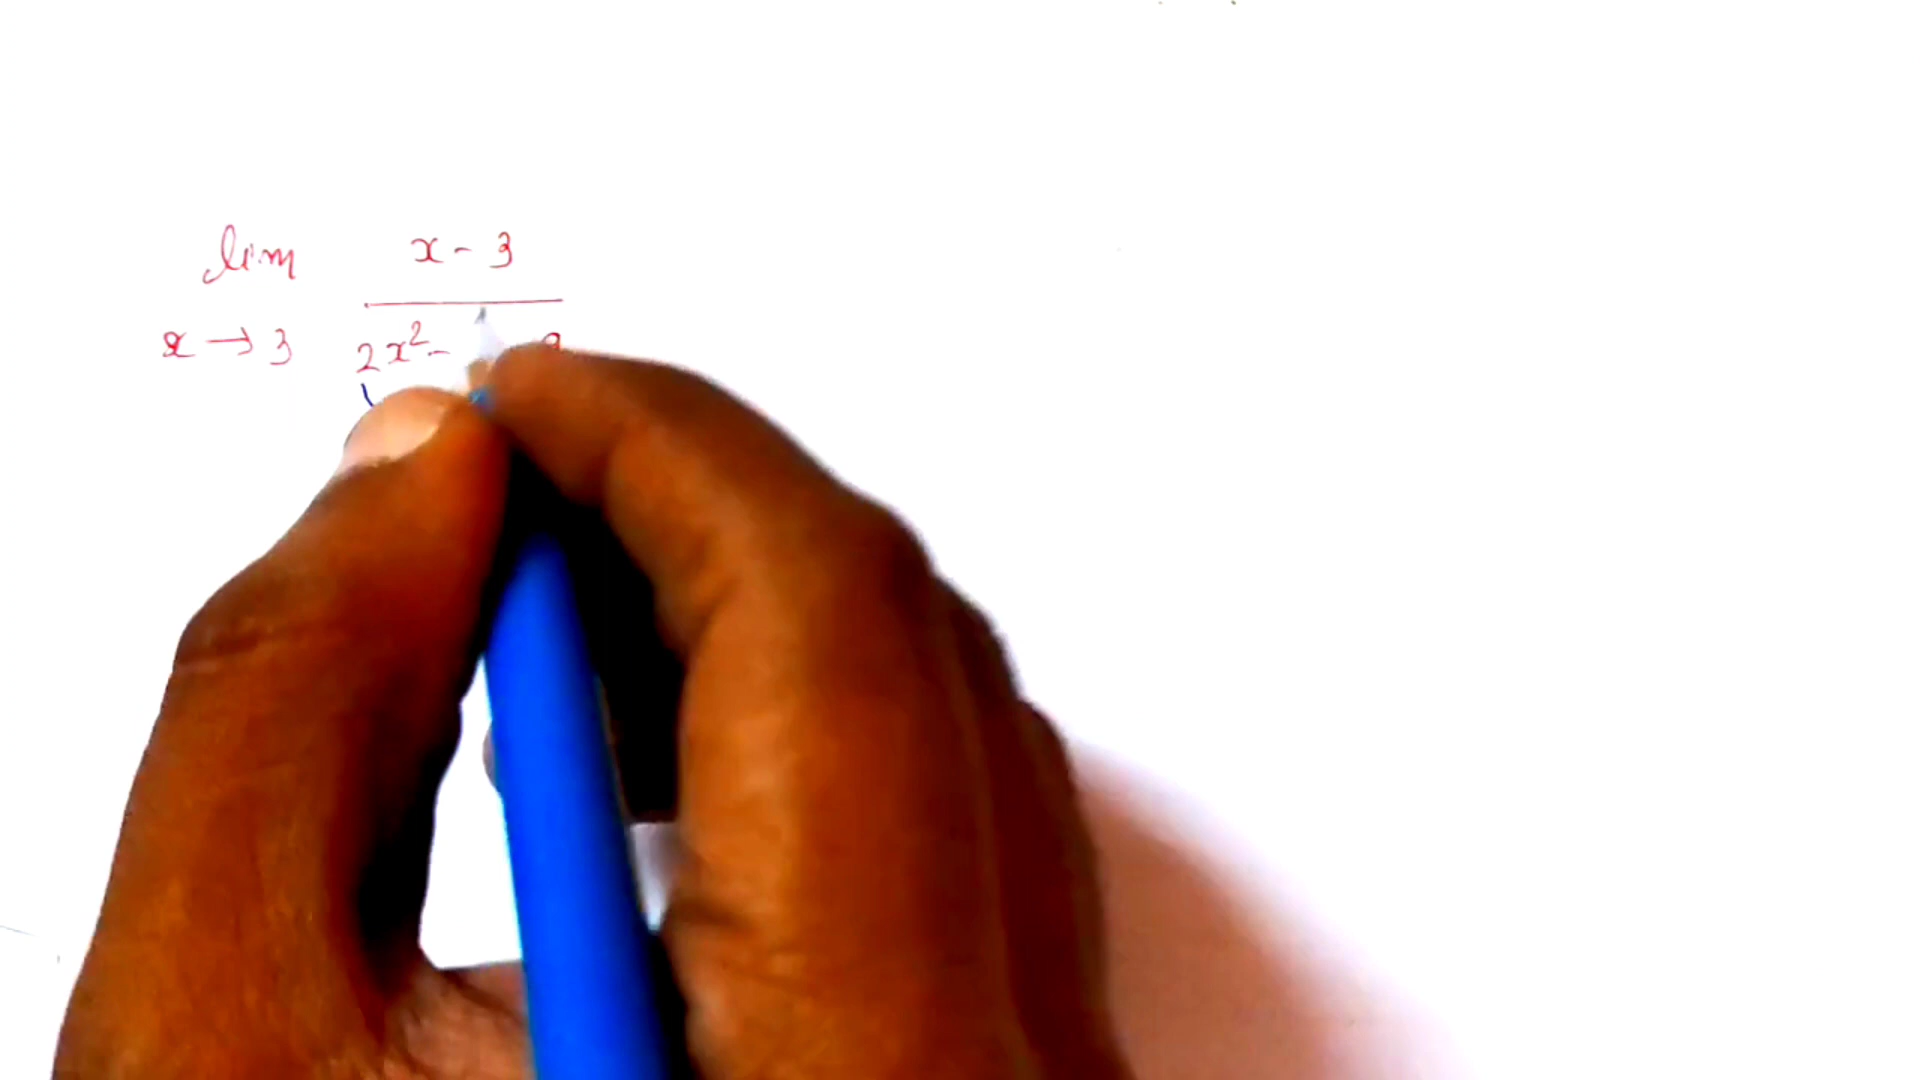 lim x - 3
x → 3 2x² -